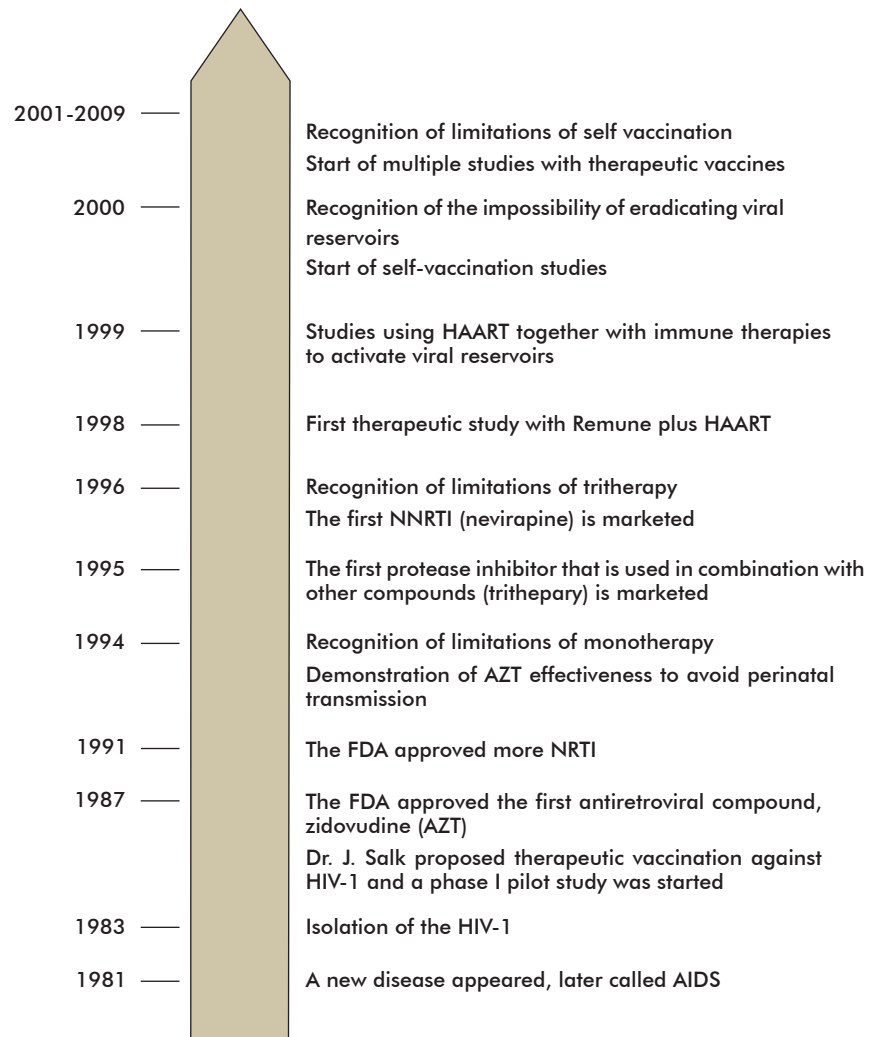 2001-2009
Recognition of limitations of self vaccination
Start of multiple studies with therapeutic vaccines
2000
Recognition of the impossibility of eradicating viral
reservoirs
Start of self-vaccination studies
1999
Studies using HAART together with immune therapies
to activate viral reservoirs
1998
First therapeutic study with Remune plus HAART
1996
Recognition of limitations of tritherapy
The first NNRTI (nevirapine) is marketed
1995
The first protease inhibitor that is used in combination with
other compounds (trithepary) is marketed
1994
Recognition of limitations of monotherapy
Demonstration of AZT effectiveness to avoid perinatal
transmission
1991
The FDA approved more NRTI
1987
The FDA approved the first antiretroviral compound,
zidovudine (AZT)
Dr. J. Salk proposed therapeutic vaccination against
HIV-1 and a phase I pilot study was started
1983
Isolation of the HIV-1
1981
A new disease appeared, later called AIDS